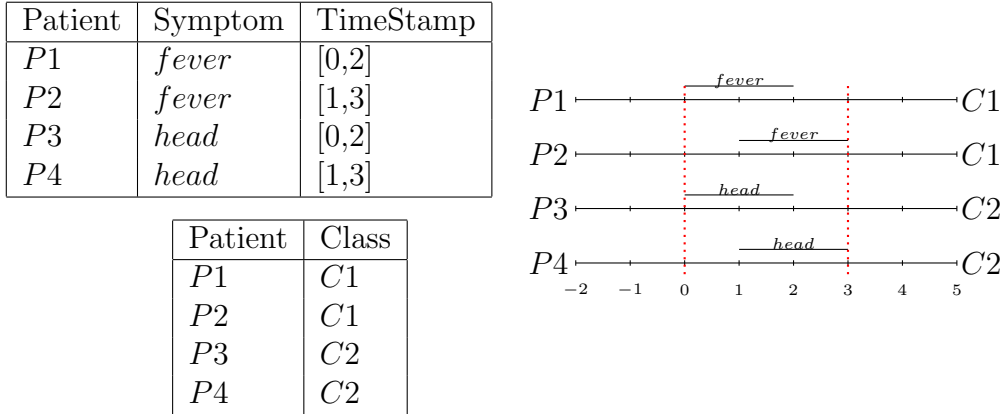 Patient Symptom TimeStamp
P1 fever [0,2]
P2 fever [1,3]
P3 head [0,2]
P4 head [1,3]
Patient Class
P1 C1
P2 C1
P3 C2
P4 C2
fever
P1 C1
fever
P2 C1
head
P3 C2
head
P4 C2
−2 −1 0 1 2 3 4 5